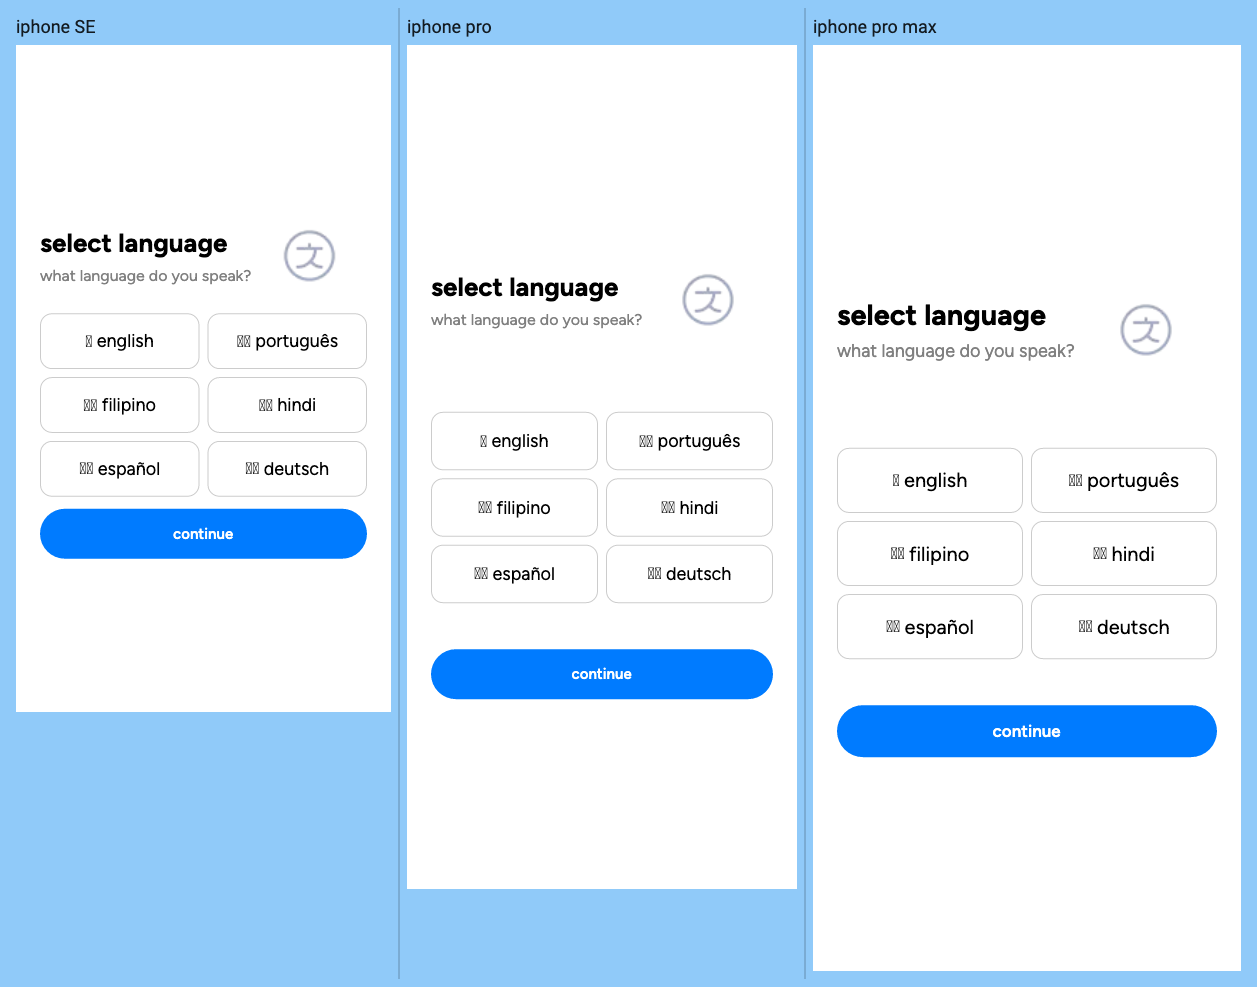 iphone SE
select language
what language do you speak?
文
english
português
filipino
hindi
español
deutsch
continue
iphone pro
select language
what language do you speak?
文
english
português
filipino
hindi
español
deutsch
continue
iphone pro max
select language
what language do you speak?
文
english
português
filipino
hindi
español
deutsch
continue